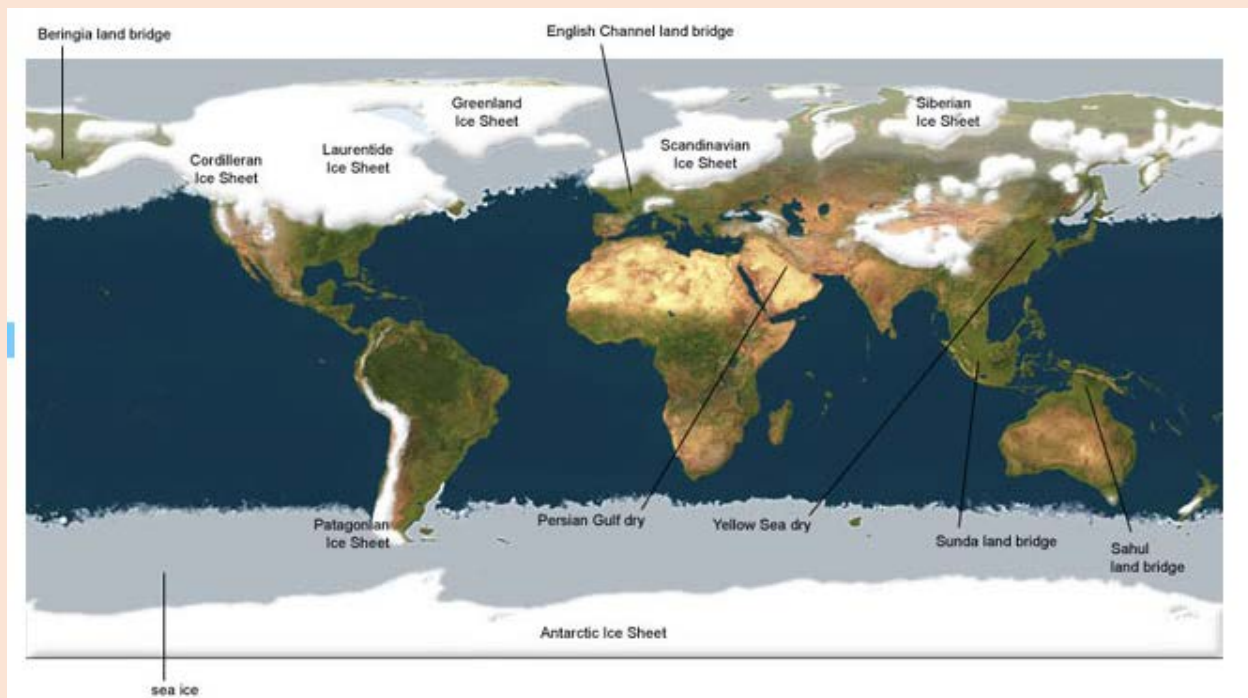 Beringia land bridge
English Channel land bridge
Greenland
Ice Sheet
Siberian
Ice Sheet
Laurentide
Ice Sheet
Scandinavian
Ice Sheet
Cordilleran
Ice Sheet
Patagonian
Ice Sheet
Persian Gulf dry
Yellow Sea dry
Sunda land bridge
Sahul
land bridge
Antarctic Ice Sheet
sea ice